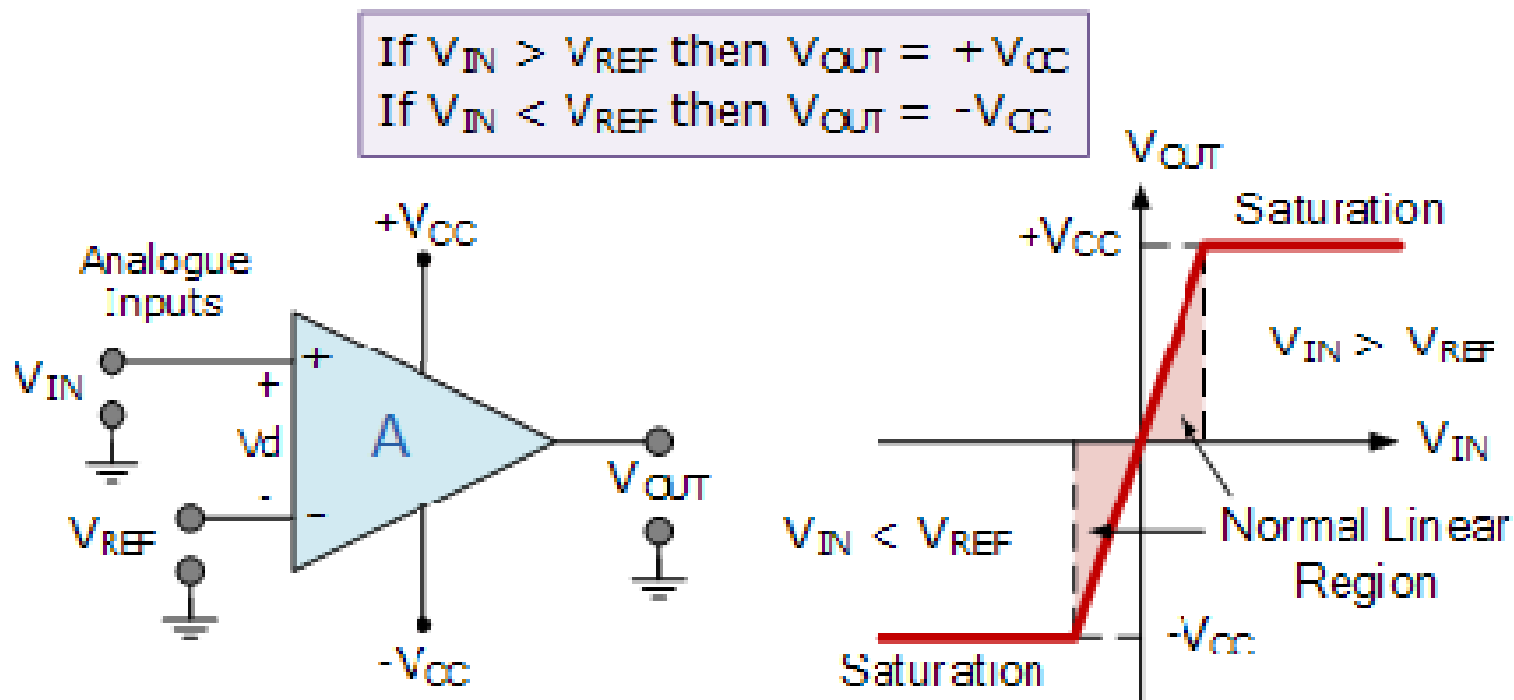 If VIN > VREF then VOUT = +VCC
If VIN < VREF then VOUT = -VCC
Analogue
Inputs
+VCC
VIN
+
+
Vd
A
-
−
VREF
VOUT
-VCC
VOUT
Saturation
+VCC
VIN > VREF
VIN
VIN < VREF
Normal Linear
Region
-VCC
Saturation